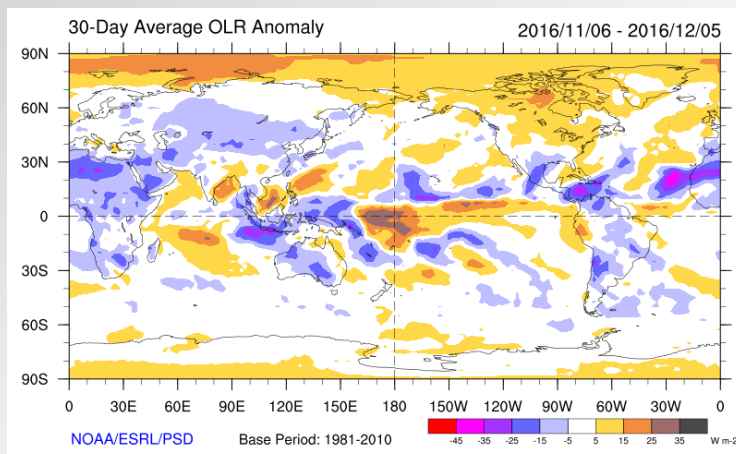 30-Day Average OLR Anomaly 2016/11/06 - 2016/12/05
90N
60N
30N
0
30S
60S
90S
0 30E 60E 90E 120E 150E 180 150W 120W 90W 60W 30W 0
-45 -35 -25 -15 -5 5 15 25 35 W m-2
NOAA/ESRL/PSD Base Period: 1981-2010